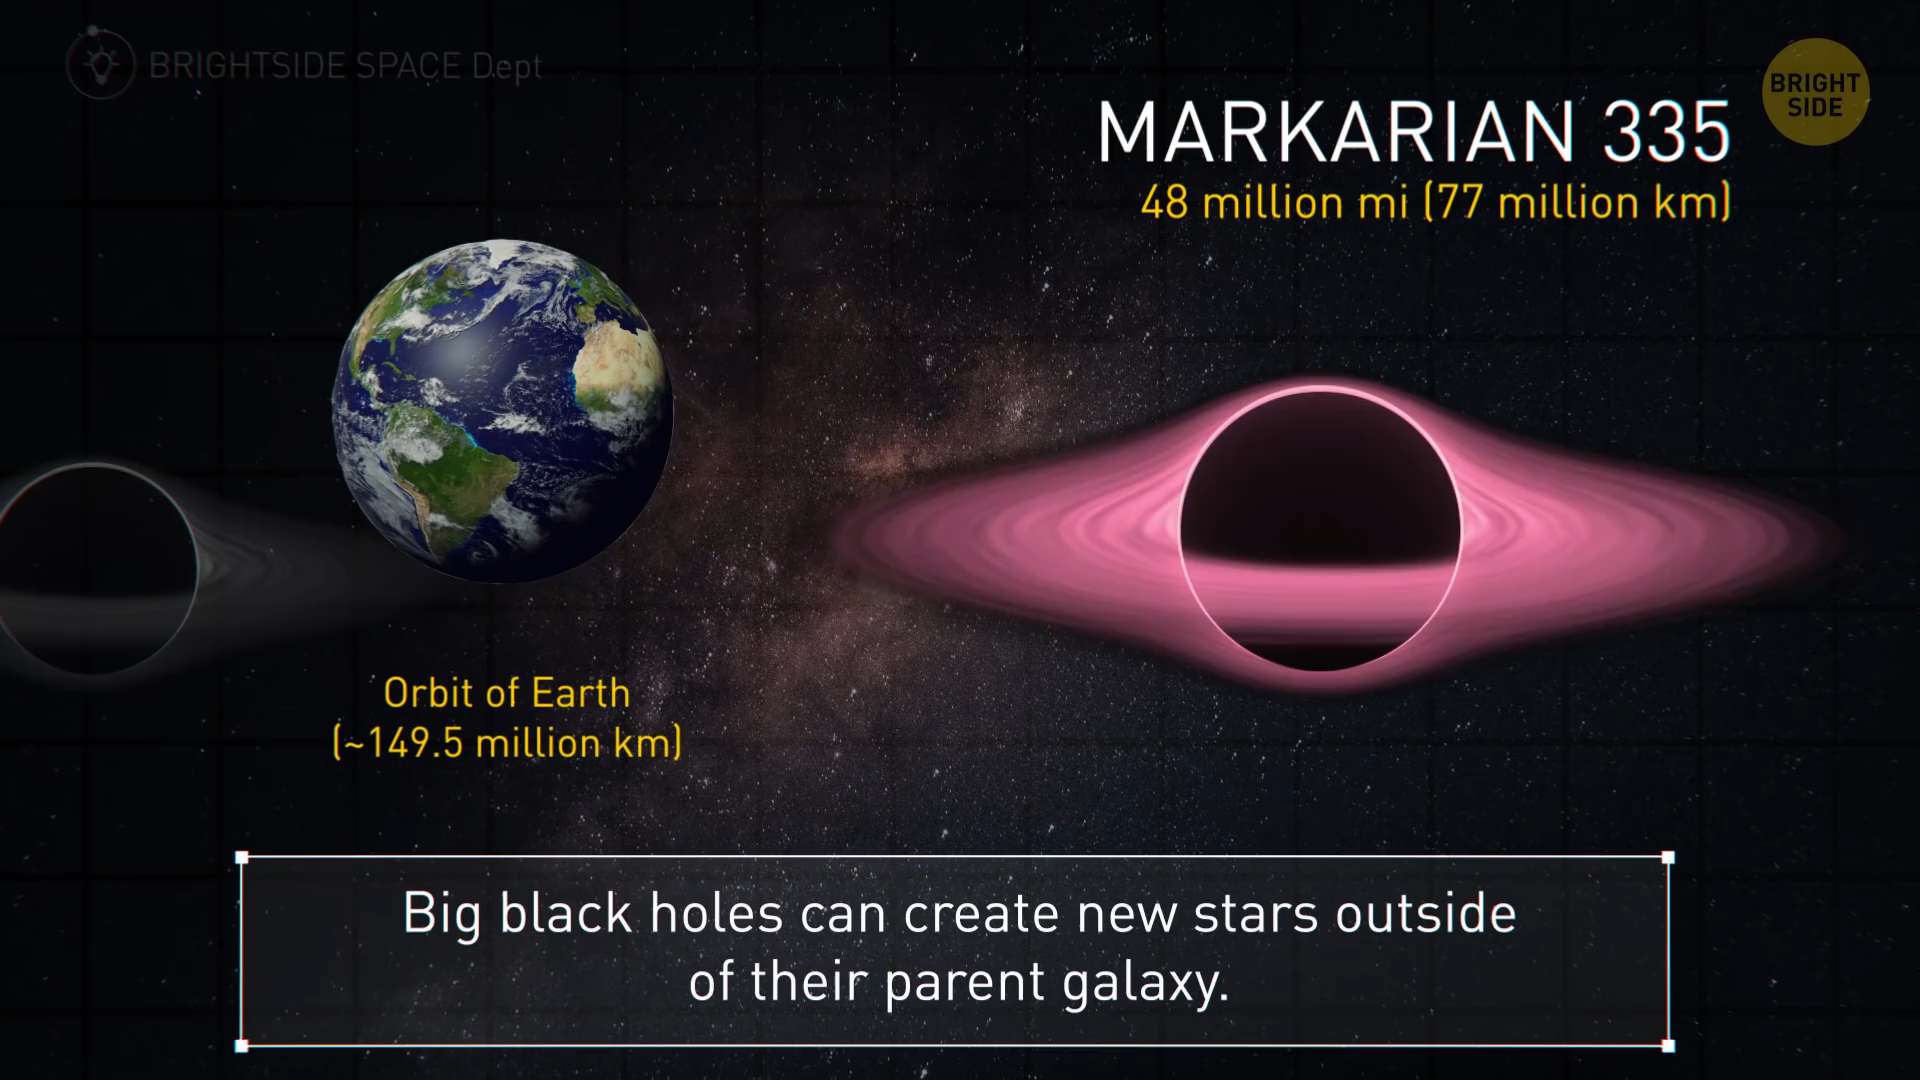 BRIGHTSIDE SPACE Dept
BRIGHT
SIDE
MARKARIAN 335
48 million mi (77 million km)
Orbit of Earth
(~149.5 million km)
Big black holes can create new stars outside
of their parent galaxy.